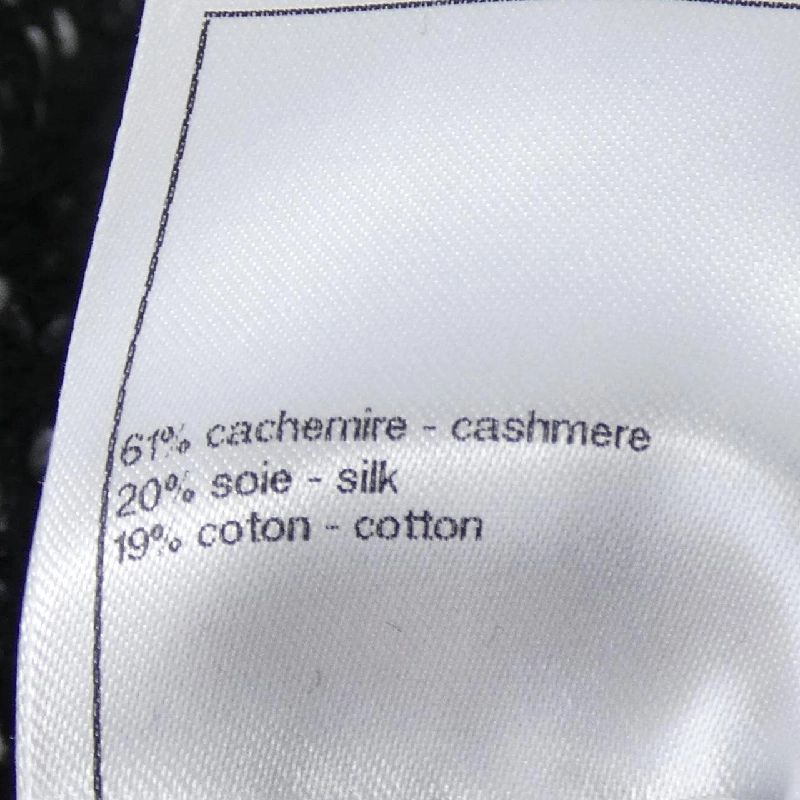 61% cachemire - cashmere
20% soie - silk
19% coton - cotton